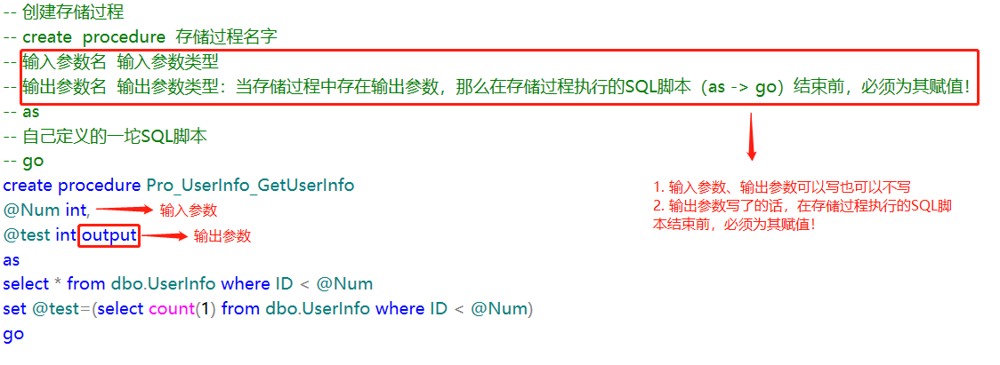 -- 创建存储过程
-- create  procedure  存储过程名字
-- 输入参数名  输入参数类型
-- 输出参数名  输出参数类型：当存储过程中存在输出参数，那么在存储过程执行的SQL脚本（as -> go）结束前，必须为其赋值！
-- as
-- 自己定义的一坨SQL脚本
-- go
create procedure Pro_UserInfo_GetUserInfo
@Num int,
输入参数
@test int output
输出参数
as
select * from dbo.UserInfo where ID < @Num
set @test=(select count(1) from dbo.UserInfo where ID < @Num)
go
1. 输入参数、输出参数可以写也可以不写
2. 输出参数写了的话，在存储过程执行的SQL脚
本结束前，必须为其赋值！